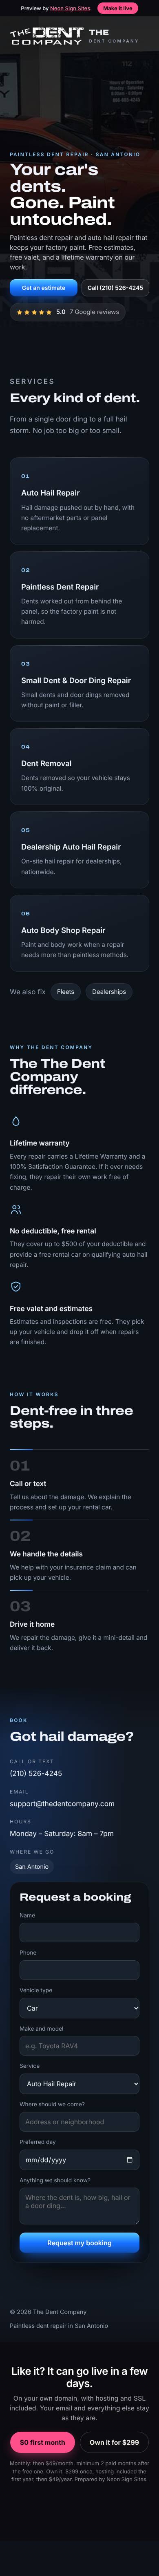 Preview by Neon Sign Sites. Make it live
THE DENT
COMPANY
THE
DENT COMPANY
PAINTLESS DENT REPAIR · SAN ANTONIO
Your car's
dents.
Gone. Paint
untouched.
Paintless dent repair and auto hail repair that
keeps your factory paint. Free estimates,
free valet, and a lifetime warranty on our
work.
Get an estimate
Call (210) 526-4245
★★★★★ 5.0 7 Google reviews
SERVICES
Every kind of dent.
From a single door ding to a full hail
storm. No job too big or too small.
01
Auto Hail Repair
Hail damage pushed out by hand, with
no aftermarket parts or panel
replacement.
02
Paintless Dent Repair
Dents worked out from behind the
panel, so the factory paint is not
harmed.
03
Small Dent & Door Ding Repair
Small dents and door dings removed
without paint or filler.
04
Dent Removal
Dents removed so your vehicle stays
100% original.
05
Dealership Auto Hail Repair
On-site hail repair for dealerships,
nationwide.
06
Auto Body Shop Repair
Paint and body work when a repair
needs more than paintless methods.
We also fix Fleets Dealerships
WHY THE DENT COMPANY
The The Dent
Company
difference.
Lifetime warranty
Every repair carries a Lifetime Warranty and a
100% Satisfaction Guarantee. If it ever needs
fixing, they repair their own work free of
charge.
No deductible, free rental
They cover up to $500 of your deductible and
provide a free rental car on qualifying auto hail
repair.
Free valet and estimates
Estimates and inspections are free. They pick
up your vehicle and drop it off when repairs
are finished.
HOW IT WORKS
Dent-free in three
steps.
01
Call or text
Tell us about the damage. We explain the
process and set up your rental car.
02
We handle the details
We help with your insurance claim and can
pick up your vehicle.
03
Drive it home
We repair the damage, give it a mini-detail and
deliver it back.
BOOK
Got hail damage?
CALL OR TEXT
(210) 526-4245
EMAIL
support@thedentcompany.com
HOURS
Monday – Saturday: 8am – 7pm
WHERE WE GO
San Antonio
Request a booking
Name
Phone
Vehicle type
Car
Make and model
e.g. Toyota RAV4
Service
Auto Hail Repair
Where should we come?
Address or neighborhood
Preferred day
mm/dd/yyyy
Anything we should know?
Where the dent is, how big, hail or
a door ding...
Request my booking
© 2026 The Dent Company
Paintless dent repair in San Antonio
Like it? It can go live in a few
days.
On your own domain, with hosting and SSL
included. Your email and everything else stay
as they are.
$0 first month
Own it for $299
Monthly: then $49/month, minimum 2 paid months after
the free one. Own it: $299 once, hosting included the
first year, then $49/year. Prepared by Neon Sign Sites.